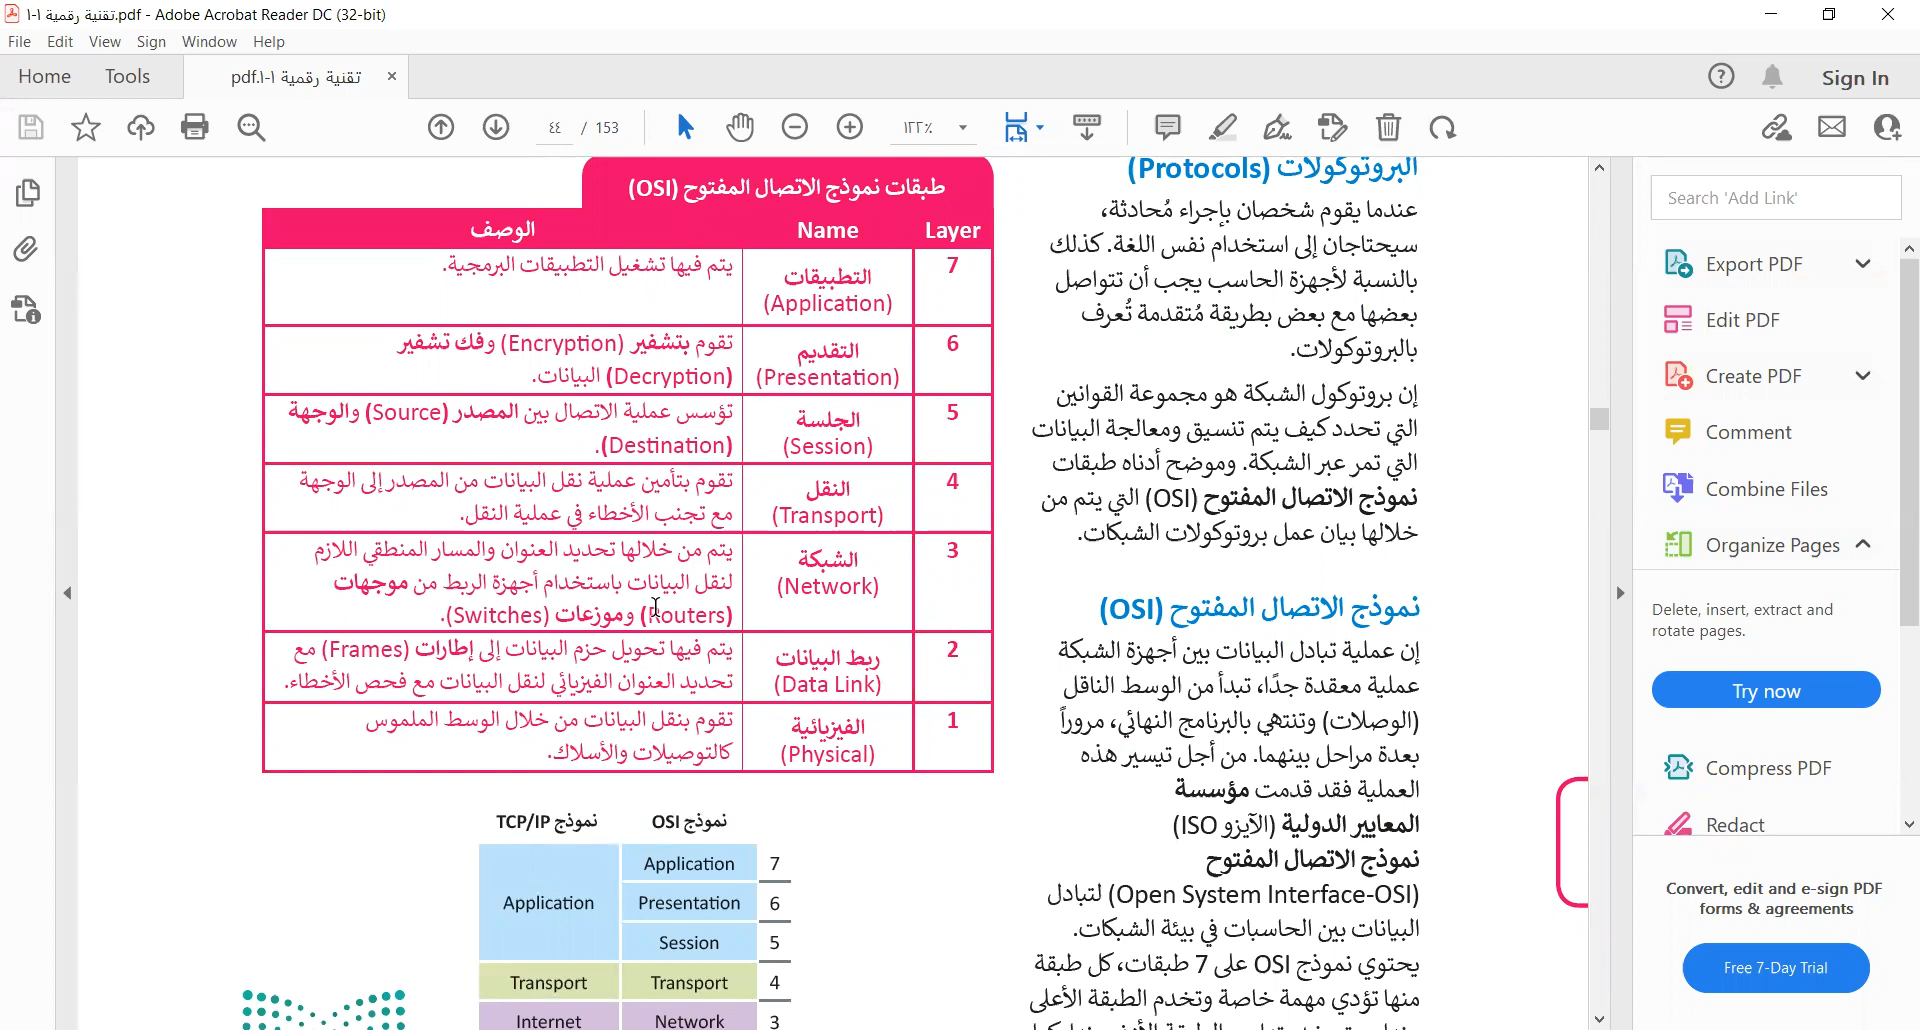 تقنية رقمية ١-١.pdf - Adobe Acrobat Reader DC (32-bit)
File Edit View Sign Window Help
Home Tools تقنية رقمية ١-١.pdf × Sign In
٤٤ / 153 ١٢٢٪
البروتوكولات (Protocols)
عندما يقوم شخصان بإجراء مُحادثة،
سيحتاجان إلى استخدام نفس اللغة. كذلك
بالنسبة لأجهزة الحاسب يجب أن تتواصل
بعضها مع بعض بطريقة مُتقدمة تُعرف
بالبروتوكولات.
إن بروتوكول الشبكة هو مجموعة القوانين
التي تحدد كيف يتم تنسيق ومعالجة البيانات
التي تمر عبر الشبكة. وموضح أدناه طبقات
نموذج الاتصال المفتوح (OSI) التي يتم من
خلالها بيان عمل بروتوكولات الشبكات.
نموذج الاتصال المفتوح (OSI)
إن عملية تبادل البيانات بين أجهزة الشبكة
عملية معقدة جدًا، تبدأ من الوسط الناقل
(الوصلات) وتنتهي بالبرنامج النهائي، مروراً
بعدة مراحل بينهما. من أجل تيسير هذه
العملية فقد قدمت مؤسسة
المعايير الدولية (الآيزو ISO)
نموذج الاتصال المفتوح
(Open System Interface-OSI) لتبادل
البيانات بين الحاسبات في بيئة الشبكات.
يحتوي نموذج OSI على 7 طبقات، كل طبقة
منها تؤدي مهمة خاصة وتخدم الطبقة الأعلى
طبقات نموذج الاتصال المفتوح (OSI)
Layer Name الوصف
7 التطبيقات يتم فيها تشغيل التطبيقات البرمجية.
(Application)
6 التقديم تقوم بتشفير (Encryption) وفك تشفير
(Presentation) (Decryption) البيانات.
5 الجلسة تؤسس عملية الاتصال بين المصدر (Source) والوجهة
(Session) (Destination).
4 النقل تقوم بتأمين عملية نقل البيانات من المصدر إلى الوجهة
(Transport) مع تجنب الأخطاء في عملية النقل.
3 الشبكة يتم من خلالها تحديد العنوان والمسار المنطقي اللازم
(Network) لنقل البيانات باستخدام أجهزة الربط من موجهات
(Routers) وموزعات (Switches).
2 ربط البيانات يتم فيها تحويل حزم البيانات إلى إطارات (Frames) مع
(Data Link) تحديد العنوان الفيزيائي لنقل البيانات مع فحص الأخطاء.
1 الفيزيائية تقوم بنقل البيانات من خلال الوسط الملموس
(Physical) كالتوصيلات والأسلاك.
نموذج OSI نموذج TCP/IP
Application 7
Application Presentation 6
Session 5
Transport Transport 4
Internet Network 3
Search 'Add Link'
Export PDF
Edit PDF
Create PDF
Comment
Combine Files
Organize Pages
Delete, insert, extract and
rotate pages.
Try now
Compress PDF
Redact
Convert, edit and e-sign PDF
forms & agreements
Free 7-Day Trial